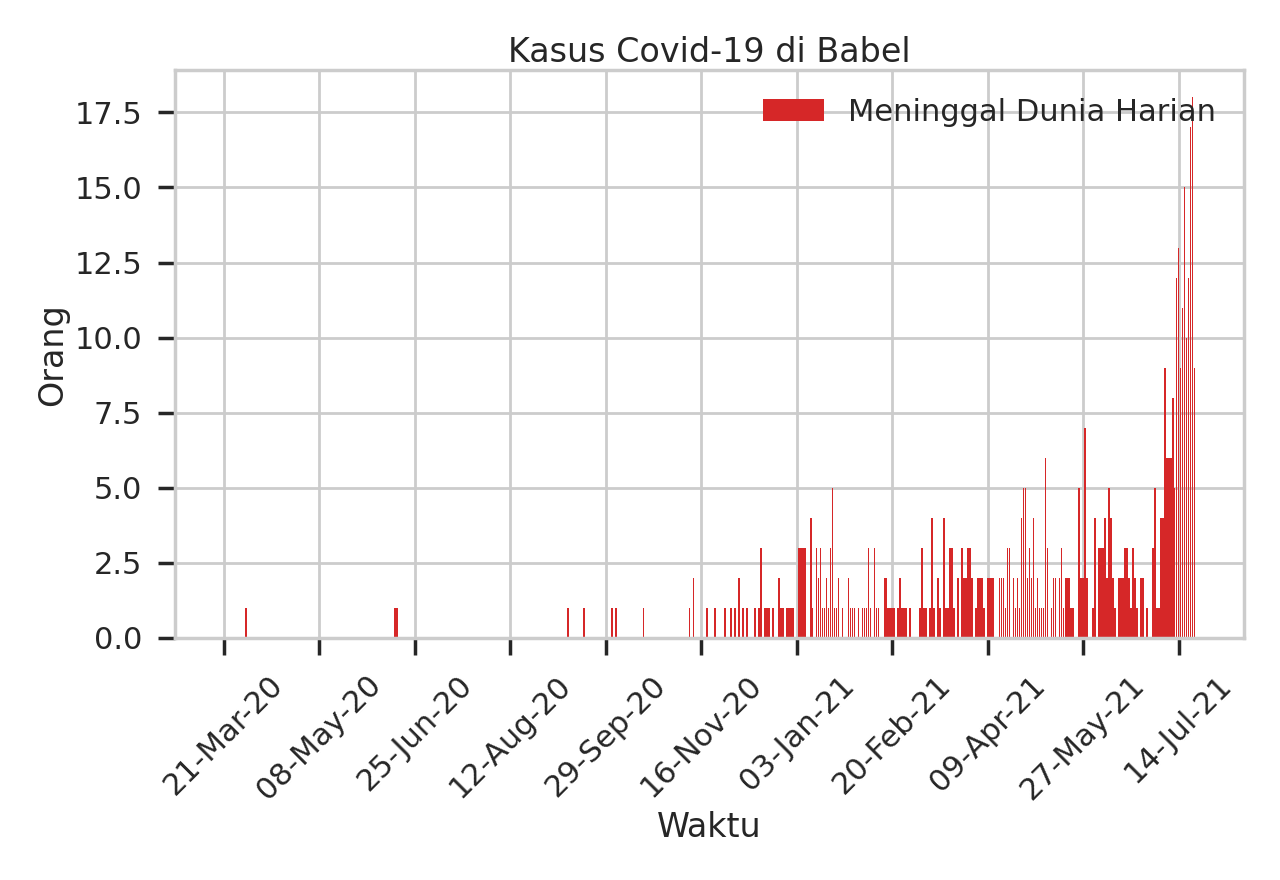 Kasus Covid-19 di Babel
Meninggal Dunia Harian
17.5
15.0
12.5
10.0
7.5
5.0
2.5
0.0
Orang
21-Mar-20
08-May-20
25-Jun-20
12-Aug-20
29-Sep-20
16-Nov-20
03-Jan-21
20-Feb-21
09-Apr-21
27-May-21
14-Jul-21
Waktu